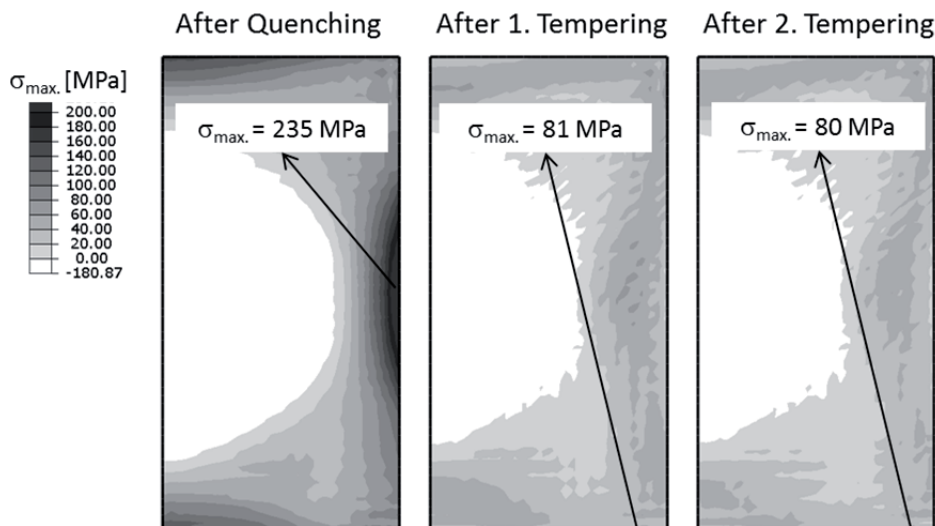 After Quenching
After 1. Tempering
After 2. Tempering
σmax. [MPa]
200.00
180.00
160.00
140.00
120.00
100.00
80.00
60.00
40.00
20.00
0.00
-180.87
σmax. = 235 MPa
σmax. = 81 MPa
σmax. = 80 MPa